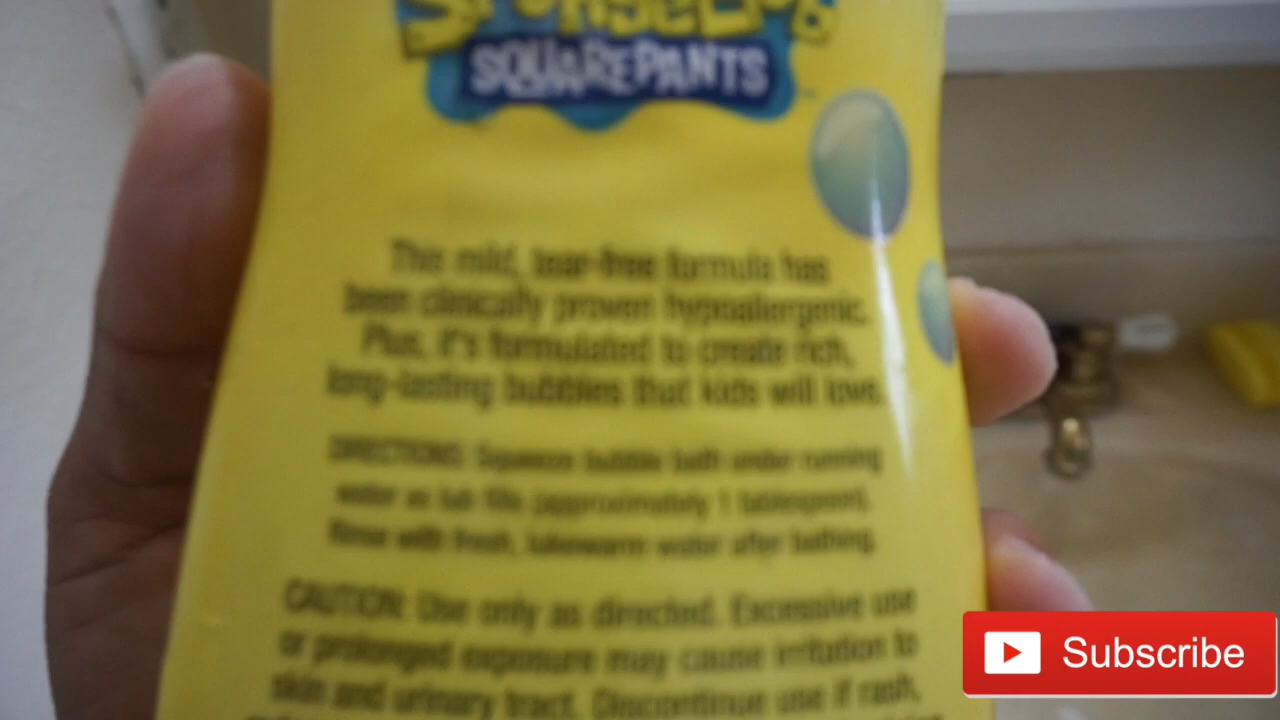 SPONGEBOB
SQUAREPANTS
This mild, tear-free formula has
been clinically proven hypoallergenic.
Plus, it's formulated to create rich,
long-lasting bubbles that kids will love.
DIRECTIONS: Squeeze bubble bath under running
water as tub fills (approximately 1 tablespoon).
Rinse with fresh, lukewarm water after bathing.
CAUTION: Use only as directed. Excessive use
or prolonged exposure may cause irritation to
skin and urinary tract. Discontinue use if rash,
Subscribe